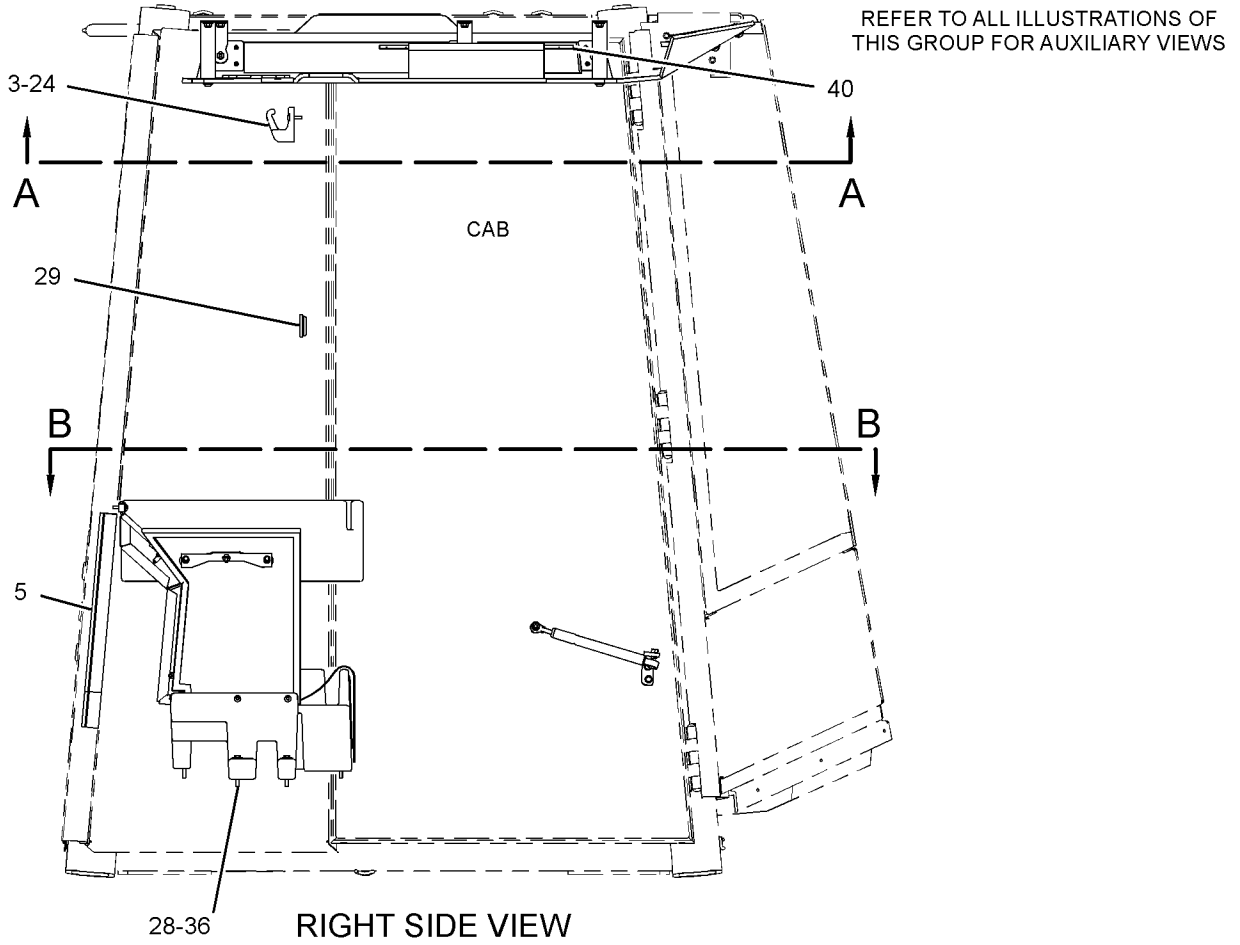 REFER TO ALL ILLUSTRATIONS OF
THIS GROUP FOR AUXILIARY VIEWS
3-24
40
A
A
CAB
29
B
B
5
28-36
RIGHT SIDE VIEW